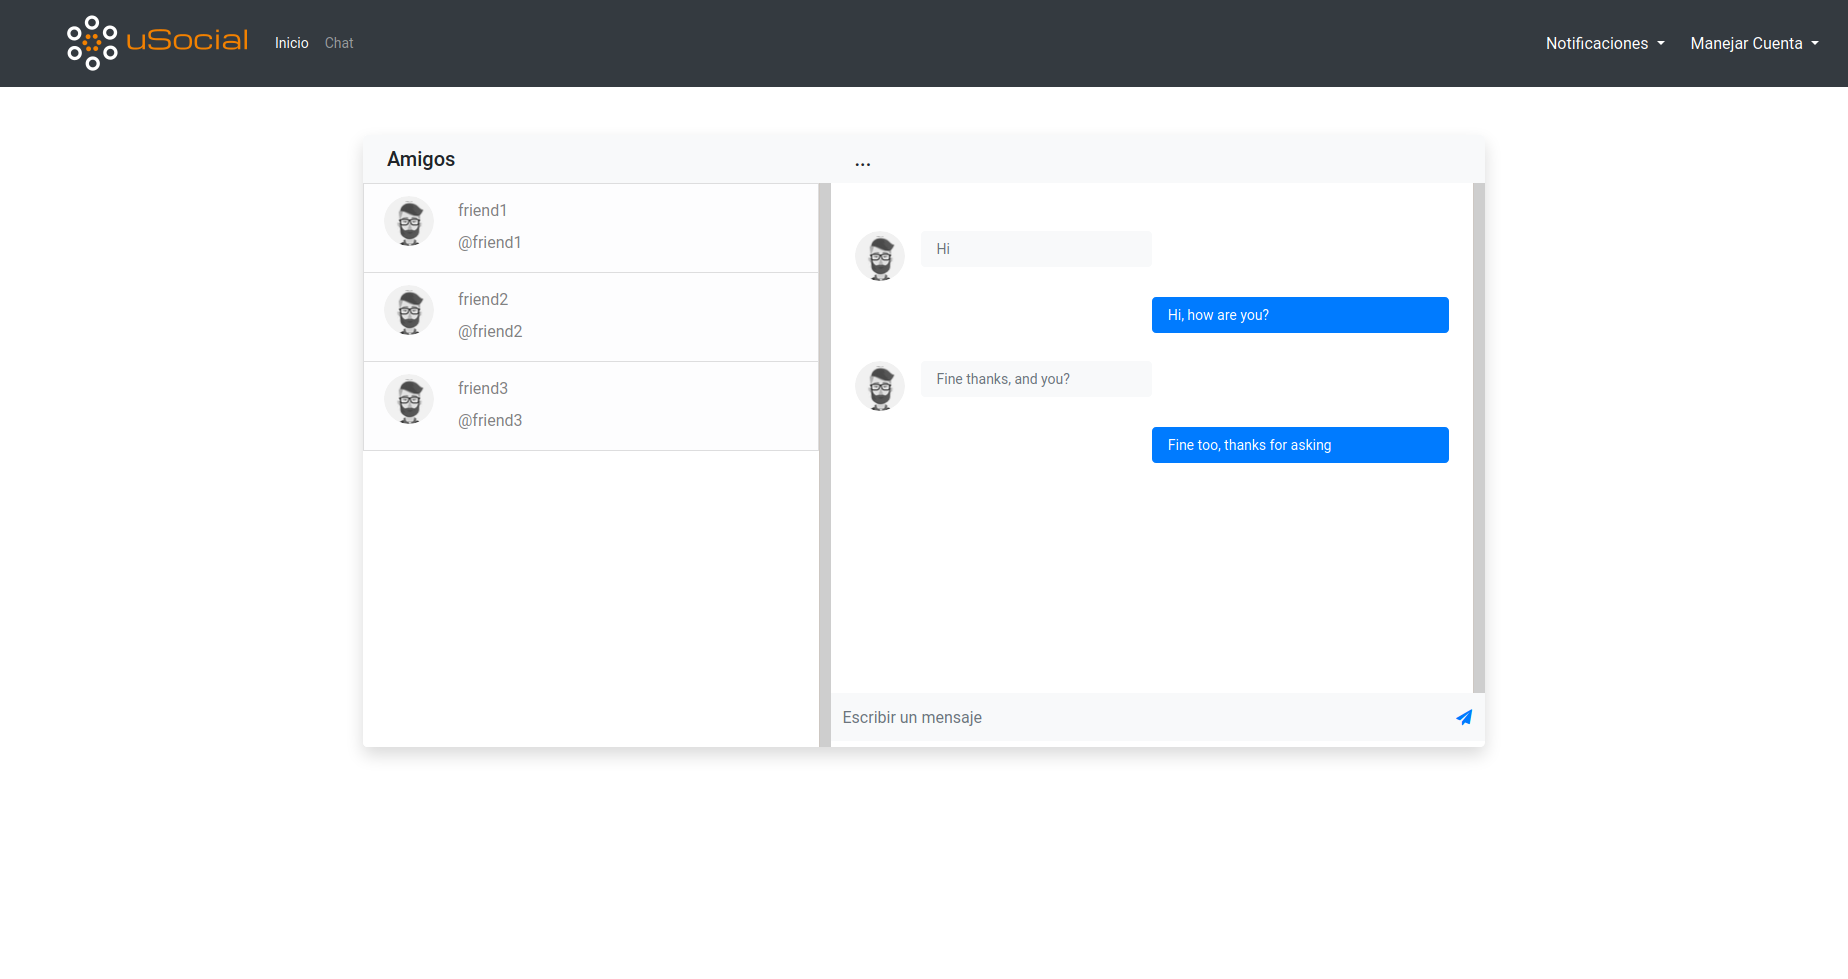 uSocial
Inicio
Chat
Notificaciones
Manejar Cuenta
Amigos
friend1
@friend1
friend2
@friend2
friend3
@friend3
...
Hi
Hi, how are you?
Fine thanks, and you?
Fine too, thanks for asking
Escribir un mensaje